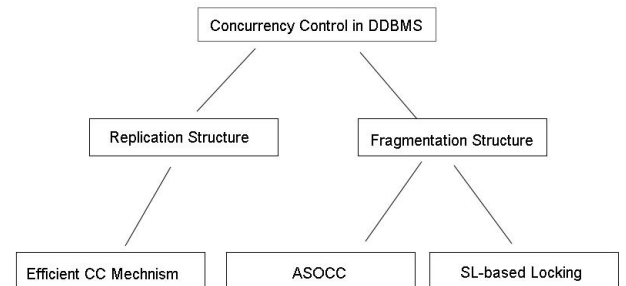 Concurrency Control in DDBMS
Replication Structure
Fragmentation Structure
Efficient CC Mechnism
ASOCC
SL-based Locking